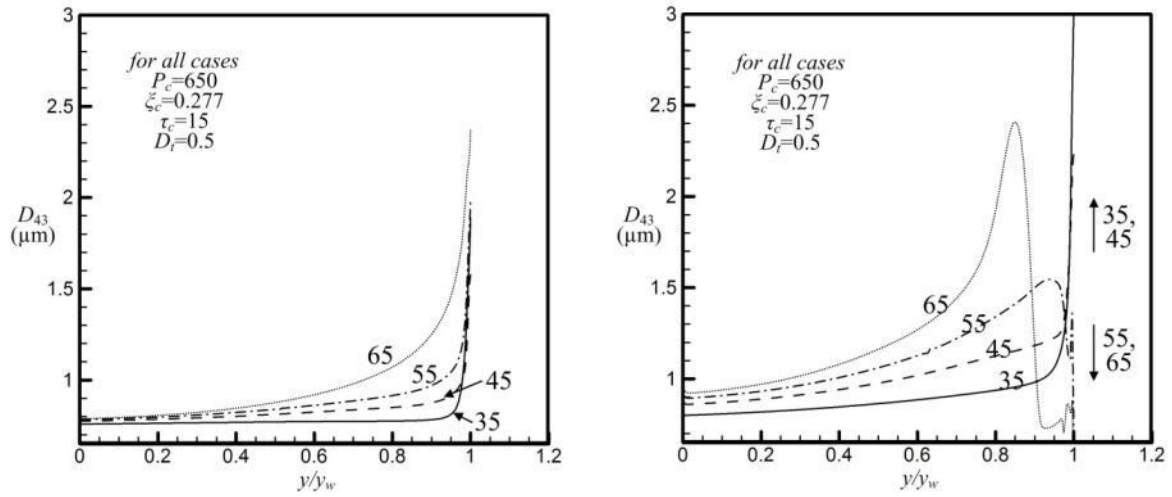 3
2.5
2
D43
(μm)
1.5
1
for all cases
Pc=650
ξc=0.277
τc=15
Dt=0.5
65
55
45
35
0
0.2
0.4
0.6
0.8
1
1.2
y/yw
3
2.5
2
D43
(μm)
1.5
1
for all cases
Pc=650
ξc=0.277
τc=15
Dt=0.5
35,
45
65
55
45
35
55,
65
0
0.2
0.4
0.6
0.8
1
1.2
y/yw